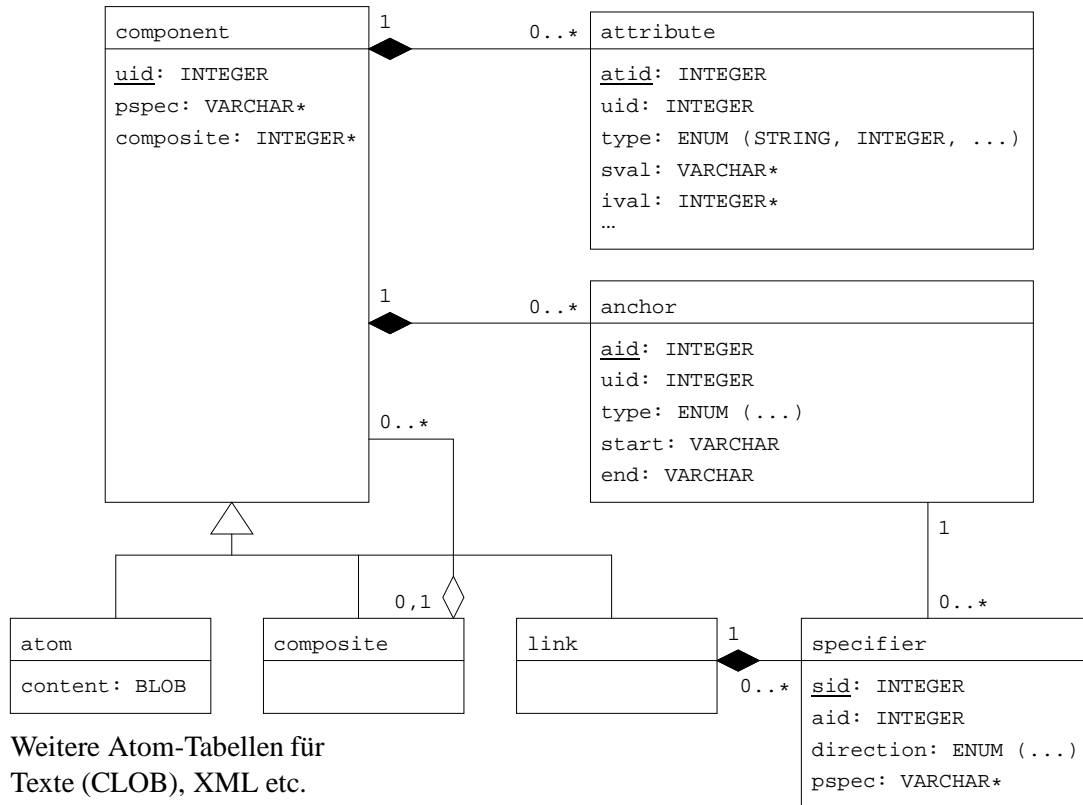 component
uid: INTEGER
pspec: VARCHAR*
composite: INTEGER*
1
0..*
attribute
atid: INTEGER
uid: INTEGER
type: ENUM (STRING, INTEGER, ...)
sval: VARCHAR*
ival: INTEGER*
...
1
0..*
anchor
aid: INTEGER
uid: INTEGER
type: ENUM (...)
start: VARCHAR
end: VARCHAR
0..*
1
0,1
0..*
atom
content: BLOB
composite
link
1
0..*
specifier
sid: INTEGER
aid: INTEGER
direction: ENUM (...)
pspec: VARCHAR*
Weitere Atom-Tabellen für
Texte (CLOB), XML etc.